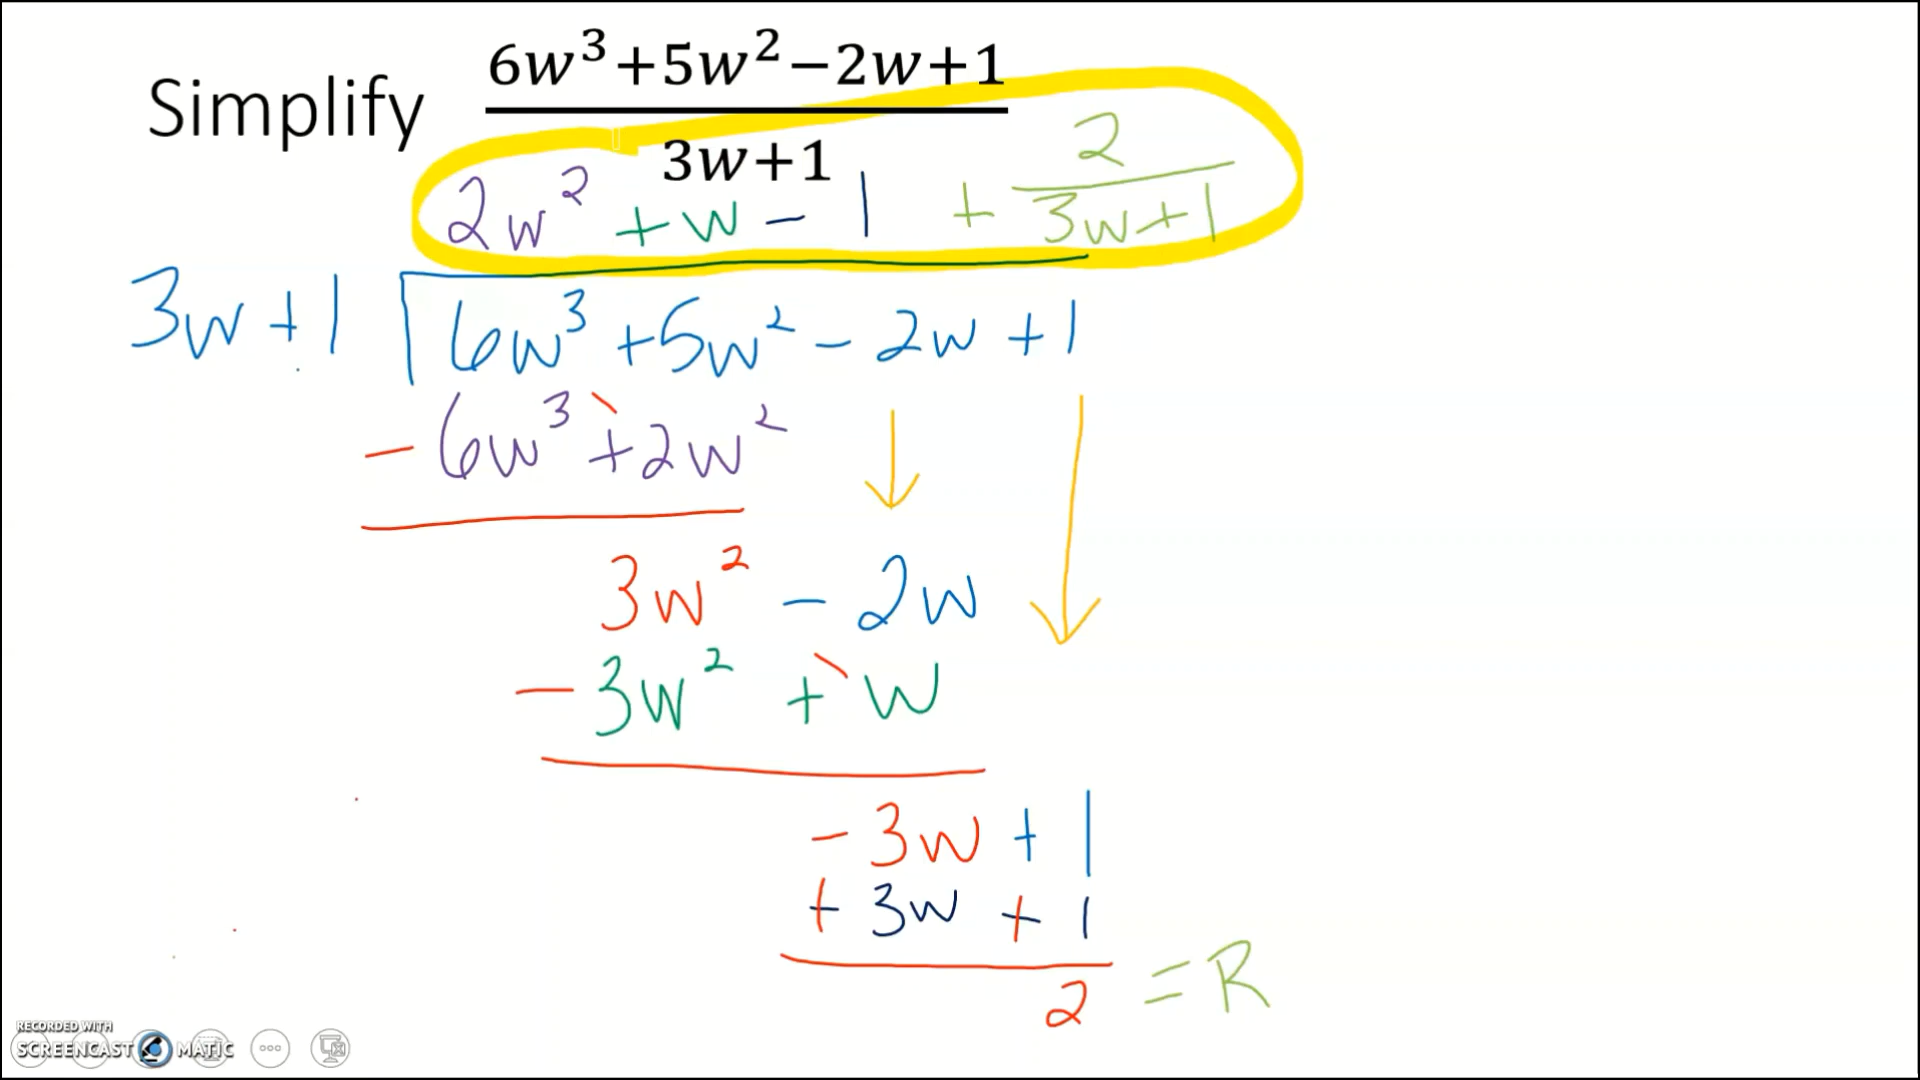 Simplify
6w³+5w²−2w+1
3w+1
2w² + w − 1 + 2/(3w+1)
3w + 1
6w³ + 5w² − 2w + 1
− 6w³ + 2w²
3w² − 2w
− 3w² + w
− 3w + 1
+ 3w + 1
2 = R
RECORDED WITH
SCREENCAST MATIC